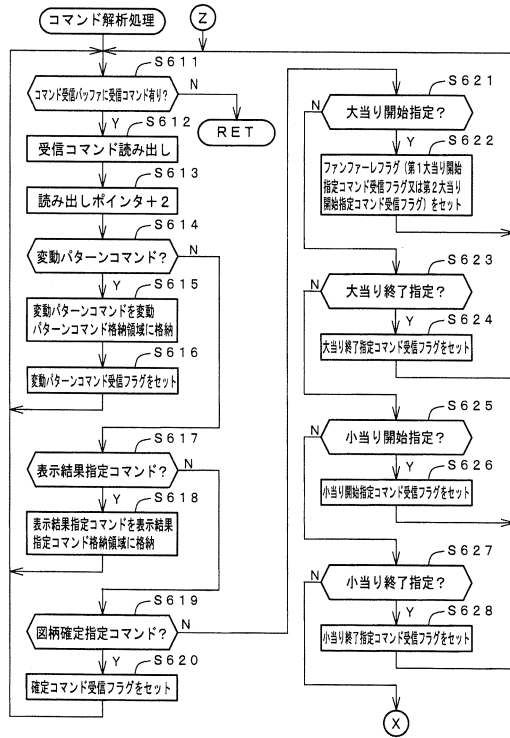 コマンド解析処理
Z
S611
コマンド受信バッファに受信コマンド有り?
N
RET
Y
S612
受信コマンド読み出し
S613
読み出しポインタ+2
S614
変動パターンコマンド?
N
Y
S615
変動パターンコマンドを変動
パターンコマンド格納領域に格納
S616
変動パターンコマンド受信フラグをセット
S617
表示結果指定コマンド?
N
Y
S618
表示結果指定コマンドを表示結果
指定コマンド格納領域に格納
S619
図柄確定指定コマンド?
N
Y
S620
確定コマンド受信フラグをセット
S621
大当り開始指定?
N
Y
S622
ファンファーレフラグ(第1大当り開始
指定コマンド受信フラグ又は第2大当り
開始指定コマンド受信フラグ)をセット
S623
大当り終了指定?
N
Y
S624
大当り終了指定コマンド受信フラグをセット
S625
小当り開始指定?
N
Y
S626
小当り開始指定コマンド受信フラグをセット
S627
小当り終了指定?
N
Y
S628
小当り終了指定コマンド受信フラグをセット
X